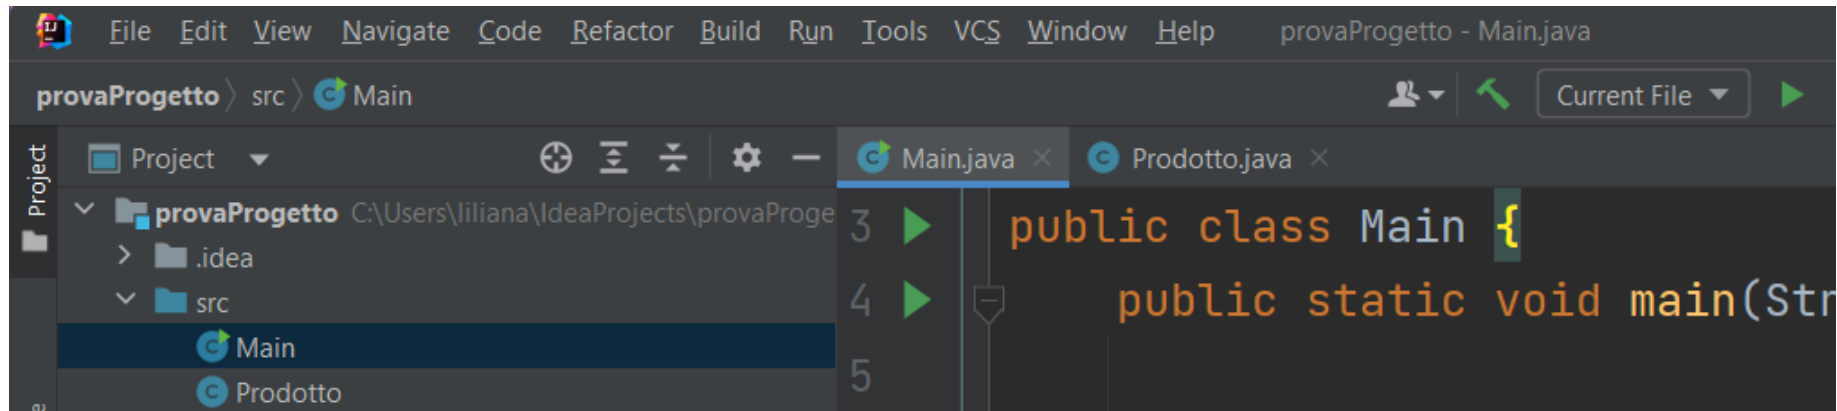 File Edit View Navigate Code Refactor Build Run Tools VCS Window Help provaProgetto - Main.java
provaProgetto src Main Current File
Project
Project Main.java Prodotto.java
provaProgetto C:\Users\liliana\IdeaProjects\provaProge
.idea
src
Main
Prodotto
3 public class Main {
4 public static void main(Str
5